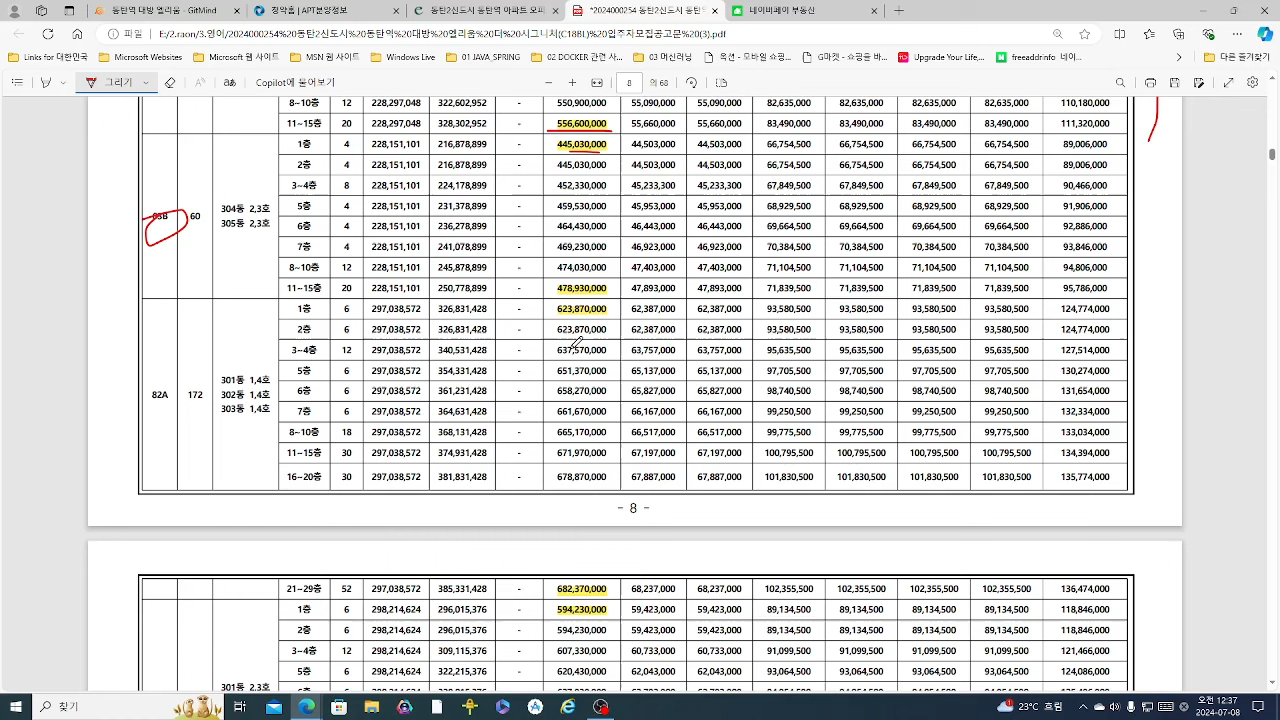 동탄역 대방 엘리움 - GitMind
청약홈 | APT분양정보
동탄2신도시 동탄역 아파트 모
*2024000254 동탄2신도시 동탄
네이버페이 부동산
파일
E:/2.raon/3.영이/2024000254%20동탄2신도시%20동탄역%20대방%20엘리움%20더%20시그니처(C18BL)%20입주자모집공고문%20(3).pdf
Links for 대한민국
Microsoft 웹 사이트
MSN 웹 사이트
Windows Live
01 JAVA,SPRING
02 DOCKER 관련 사...
03 머신러닝
옥션 - 모바일 쇼핑...
G마켓 - 쇼핑을 바...
Upgrade Your Life,...
freeaddrinfo 네이...
다른 즐겨찾기
그리기
Copilot에 물어보기
8
의 68
8~10층 12 228,297,048 322,602,952 - 550,900,000 55,090,000 55,090,000 82,635,000 82,635,000 82,635,000 82,635,000 110,180,000
11~15층 20 228,297,048 328,302,952 - 556,600,000 55,660,000 55,660,000 83,490,000 83,490,000 83,490,000 83,490,000 111,320,000
1층 4 228,151,101 216,878,899 - 445,030,000 44,503,000 44,503,000 66,754,500 66,754,500 66,754,500 66,754,500 89,006,000
2층 4 228,151,101 216,878,899 - 445,030,000 44,503,000 44,503,000 66,754,500 66,754,500 66,754,500 66,754,500 89,006,000
3~4층 8 228,151,101 224,178,899 - 452,330,000 45,233,300 45,233,300 67,849,500 67,849,500 67,849,500 67,849,500 90,466,000
304동 2,3호
5층 4 228,151,101 231,378,899 - 459,530,000 45,953,000 45,953,000 68,929,500 68,929,500 68,929,500 68,929,500 91,906,000
60
305동 2,3호
6층 4 228,151,101 236,278,899 - 464,430,000 46,443,000 46,443,000 69,664,500 69,664,500 69,664,500 69,664,500 92,886,000
7층 4 228,151,101 241,078,899 - 469,230,000 46,923,000 46,923,000 70,384,500 70,384,500 70,384,500 70,384,500 93,846,000
8~10층 12 228,151,101 245,878,899 - 474,030,000 47,403,000 47,403,000 71,104,500 71,104,500 71,104,500 71,104,500 94,806,000
11~15층 20 228,151,101 250,778,899 - 478,930,000 47,893,000 47,893,000 71,839,500 71,839,500 71,839,500 71,839,500 95,786,000
1층 6 297,038,572 326,831,428 - 623,870,000 62,387,000 62,387,000 93,580,500 93,580,500 93,580,500 93,580,500 124,774,000
2층 6 297,038,572 326,831,428 - 623,870,000 62,387,000 62,387,000 93,580,500 93,580,500 93,580,500 93,580,500 124,774,000
3~4층 12 297,038,572 340,531,428 - 637,570,000 63,757,000 63,757,000 95,635,500 95,635,500 95,635,500 95,635,500 127,514,000
5층 6 297,038,572 354,331,428 - 651,370,000 65,137,000 65,137,000 97,705,500 97,705,500 97,705,500 97,705,500 130,274,000
301동 1,4호
82A 172 302동 1,4호
6층 6 297,038,572 361,231,428 - 658,270,000 65,827,000 65,827,000 98,740,500 98,740,500 98,740,500 98,740,500 131,654,000
303동 1,4호
7층 6 297,038,572 364,631,428 - 661,670,000 66,167,000 66,167,000 99,250,500 99,250,500 99,250,500 99,250,500 132,334,000
8~10층 18 297,038,572 368,131,428 - 665,170,000 66,517,000 66,517,000 99,775,500 99,775,500 99,775,500 99,775,500 133,034,000
11~15층 30 297,038,572 374,931,428 - 671,970,000 67,197,000 67,197,000 100,795,500 100,795,500 100,795,500 100,795,500 134,394,000
16~20층 30 297,038,572 381,831,428 - 678,870,000 67,887,000 67,887,000 101,830,500 101,830,500 101,830,500 101,830,500 135,774,000
- 8 -
21~29층 52 297,038,572 385,331,428 - 682,370,000 68,237,000 68,237,000 102,355,500 102,355,500 102,355,500 102,355,500 136,474,000
1층 6 298,214,624 296,015,376 - 594,230,000 59,423,000 59,423,000 89,134,500 89,134,500 89,134,500 89,134,500 118,846,000
2층 6 298,214,624 296,015,376 - 594,230,000 59,423,000 59,423,000 89,134,500 89,134,500 89,134,500 89,134,500 118,846,000
3~4층 12 298,214,624 309,115,376 - 607,330,000 60,733,000 60,733,000 91,099,500 91,099,500 91,099,500 91,099,500 121,466,000
5층 6 298,214,624 322,215,376 - 620,430,000 62,043,000 62,043,000 93,064,500 93,064,500 93,064,500 93,064,500 124,086,000
301동 2,3호
찾기
23°C 흐림
오전 12:37
2024-07-09